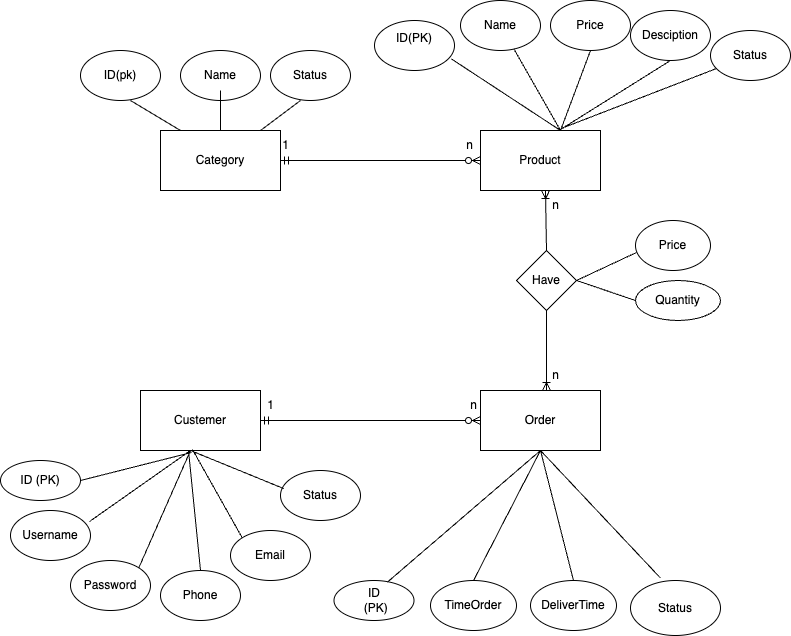 ID(PK)
Name
Price
Desciption
Status
ID(pk)
Name
Status
1
n
Category
Product
n
Price
Have
Quantity
n
1
n
Custemer
Order
ID (PK)
Status
Username
Email
Password
Phone
ID
(PK)
TimeOrder
DeliverTime
Status